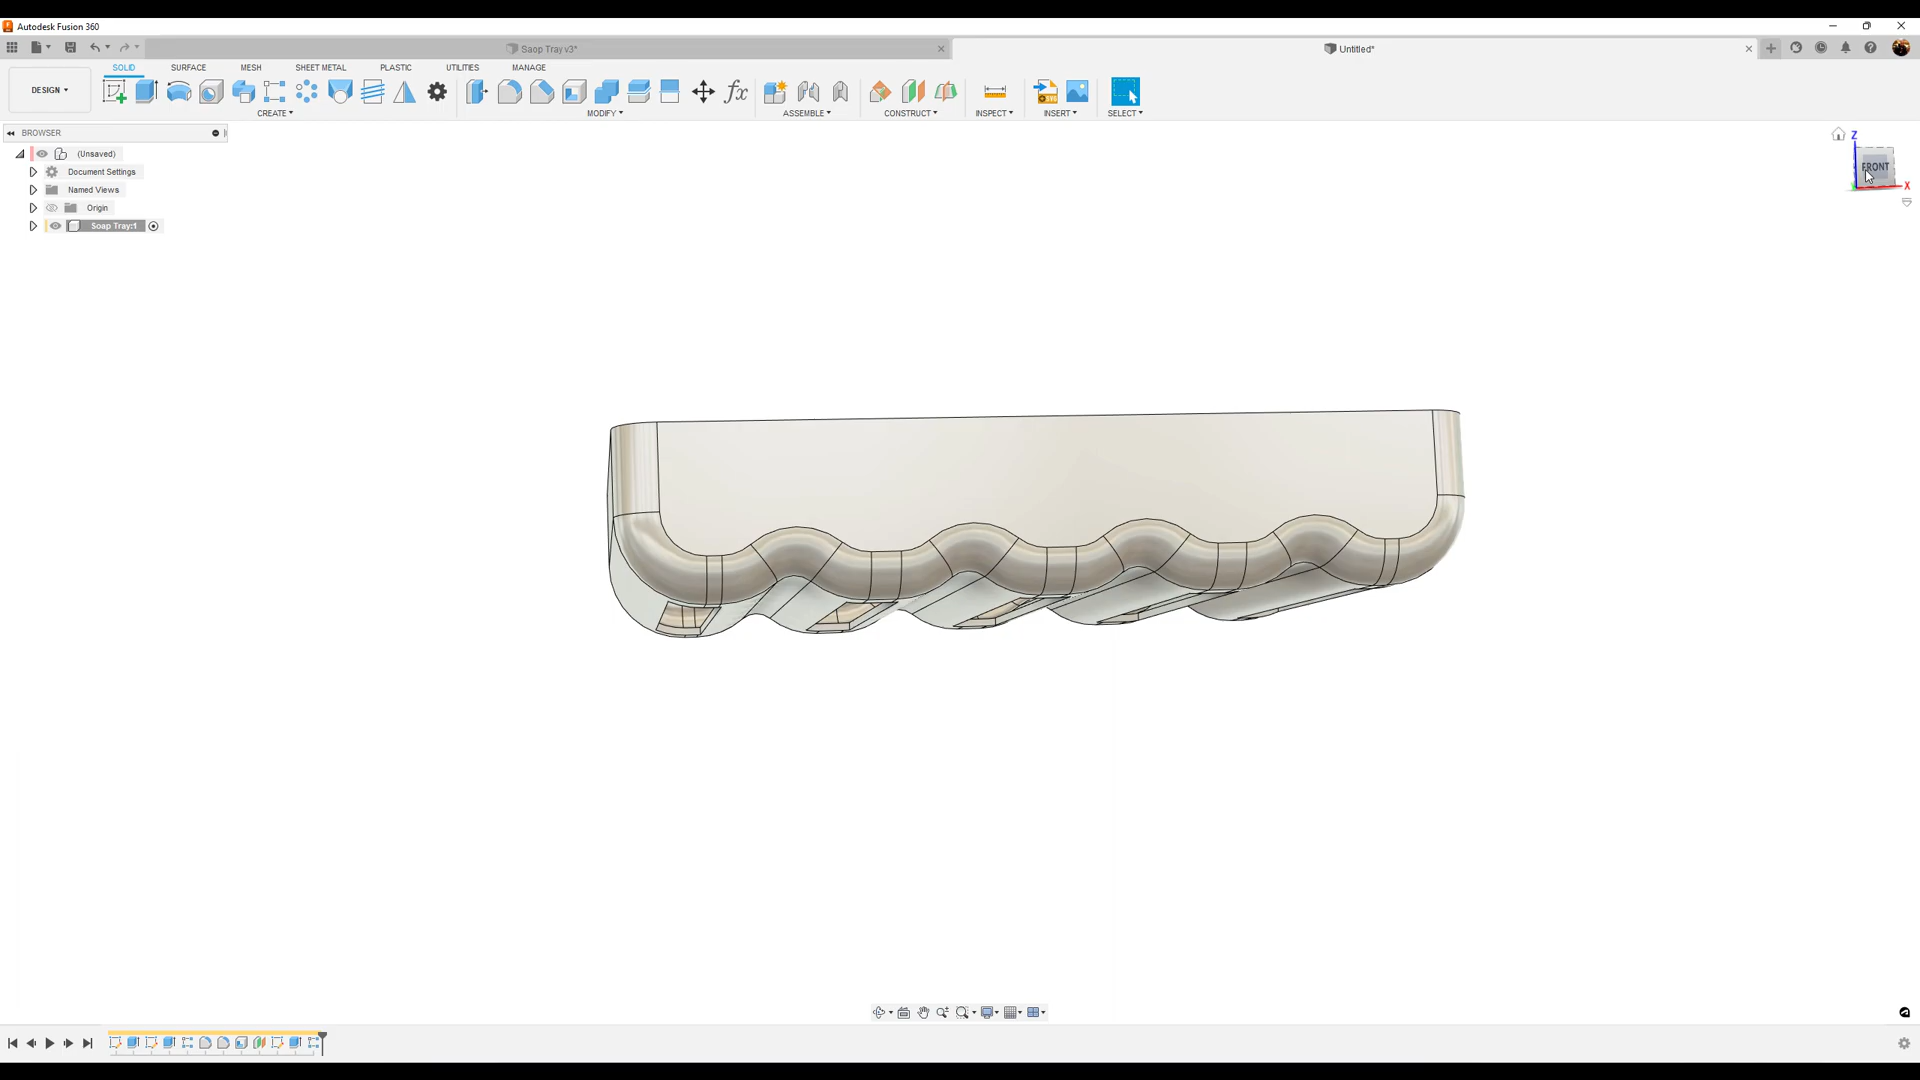 Autodesk Fusion 360
Saop Tray v3*
Untitled*
DESIGN
SOLID
SURFACE
MESH
SHEET METAL
PLASTIC
UTILITIES
MANAGE
CREATE
MODIFY
ASSEMBLE
CONSTRUCT
INSPECT
INSERT
SELECT
fx
BROWSER
(Unsaved)
Document Settings
Named Views
Origin
Soap Tray:1
Z
FRONT
X